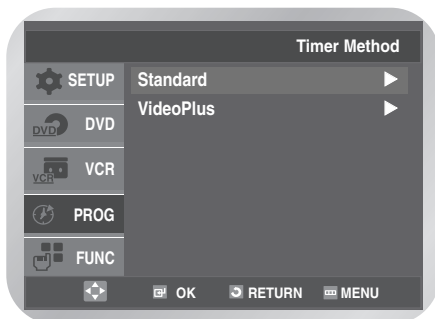 Timer Method
SETUP
Standard
VideoPlus
DVD DVD
VCR VCR
PROG
FUNC
OK RETURN MENU